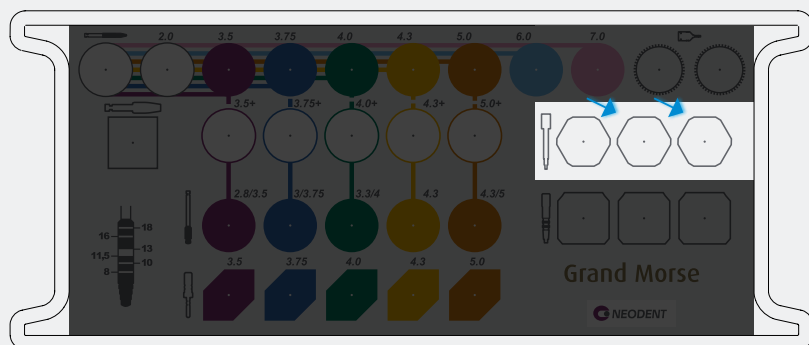 2.0 3.5 3.75 4.0 4.3 5.0 6.0 7.0
3.5+ 3.75+ 4.0+ 4.3+ 5.0+
2.8/3.5 3/3.75 3.3/4 4.3 4.3/5
16 18
11,5 13
8 10
3.5 3.75 4.0 4.3 5.0
Grand Morse
NEODENT